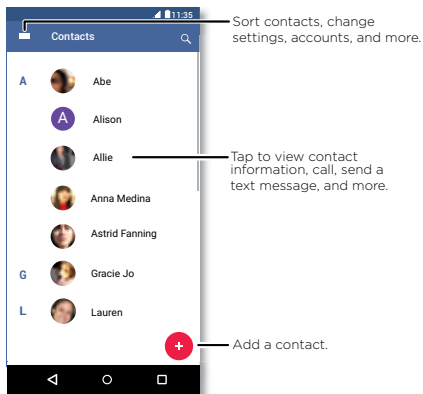 11:35
Contacts
Sort contacts, change
settings, accounts, and more.
A
Abe
A
Alison
Allie
Tap to view contact
information, call, send a
text message, and more.
Anna Medina
Astrid Fanning
G
Gracie Jo
L
Lauren
+
Add a contact.